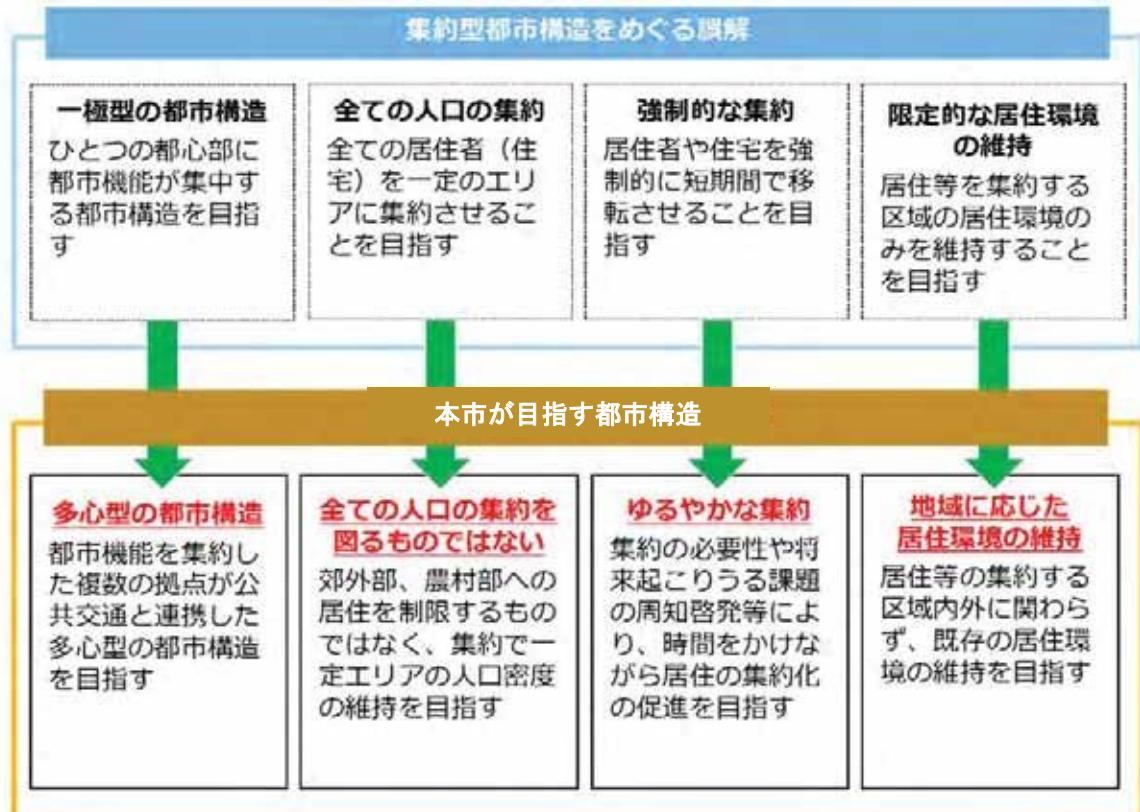 集約型都市構造をめぐる誤解
一極型の都市構造
ひとつの都心部に
都市機能が集中す
る都市構造を目指
す
全ての人口の集約
全ての居住者（住
宅）を一定のエリ
アに集約させるこ
とを目指す
強制的な集約
居住者や住宅を強
制的に短期間で移
転させることを目
指す
限定的な居住環境
の維持
居住等を集約する
区域の居住環境の
みを維持すること
を目指す
本市が目指す都市構造
多心型の都市構造
都市機能を集約し
た複数の拠点が公
共交通と連携した
多心型の都市構造
を目指す
全ての人口の集約を
図るものではない
郊外部、農村部への
居住を制限するもの
ではなく、集約で一
定エリアの人口密度
の維持を目指す
ゆるやかな集約
集約の必要性や将
来起こりうる課題
の周知啓発等によ
り、時間をかけな
がら居住の集約化
の促進を目指す
地域に応じた
居住環境の維持
居住等の集約する
区域内外に関わら
ず、既存の居住環
境の維持を目指す